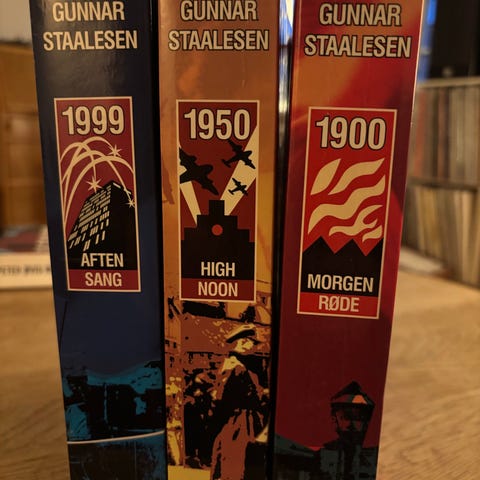 GUNNAR
STAALESEN
1999
AFTEN
SANG
GUNNAR
STAALESEN
1950
HIGH
NOON
GUNNAR
STAALESEN
1900
MORGEN
RØDE